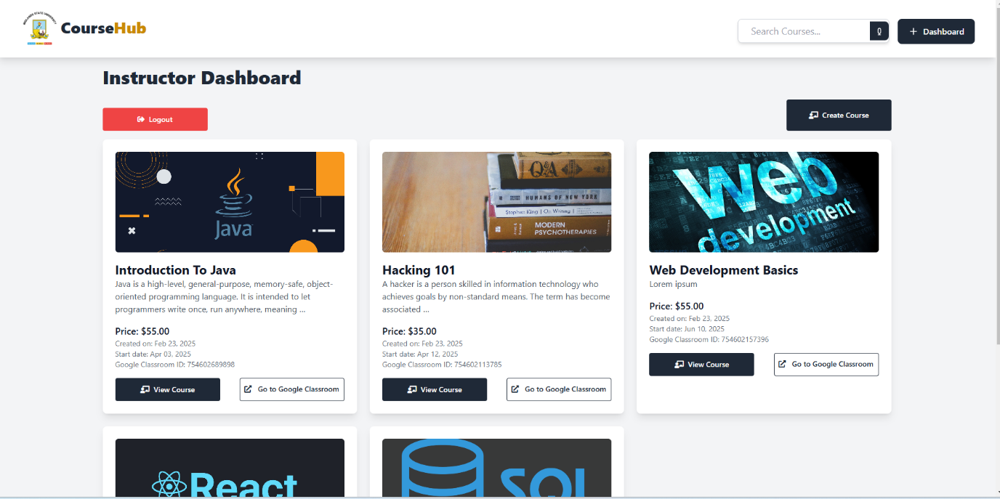 MIDLANDS STATE UNIVERSITY
CourseHub
Search Courses...
Dashboard
Instructor Dashboard
Logout
Create Course
Java
Q&A
HUMANS OF NEW YORK
Stephen King | On Writing |
MODERN
PSYCHOTHERAPIES
web
development
Introduction To Java
Java is a high-level, general-purpose, memory-safe, object-
oriented programming language. It is intended to let
programmers write once, run anywhere, meaning ...
Price: $55.00
Created on: Feb 23, 2025
Start date: Apr 03, 2025
Google Classroom ID: 754602689898
View Course
Go to Google Classroom
Hacking 101
A hacker is a person skilled in information technology who
achieves goals by non-standard means. The term has become
associated ...
Price: $35.00
Created on: Feb 23, 2025
Start date: Apr 12, 2025
Google Classroom ID: 754602113785
View Course
Go to Google Classroom
Web Development Basics
Lorem ipsum
Price: $55.00
Created on: Feb 23, 2025
Start date: Jun 10, 2025
Google Classroom ID: 754602157396
View Course
Go to Google Classroom
React
SQL